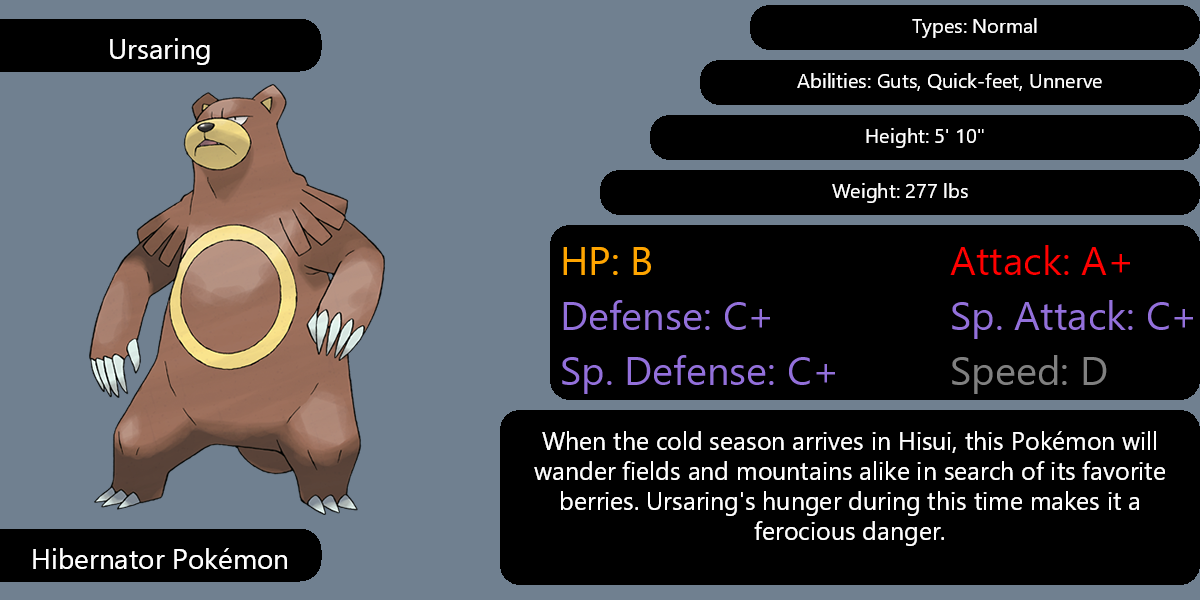 Ursaring
Types: Normal
Abilities: Guts, Quick-feet, Unnerve
Height: 5' 10"
Weight: 277 lbs
HP: B
Attack: A+
Defense: C+
Sp. Attack: C+
Sp. Defense: C+
Speed: D
When the cold season arrives in Hisui, this Pokémon will
wander fields and mountains alike in search of its favorite
berries. Ursaring's hunger during this time makes it a
ferocious danger.
Hibernator Pokémon